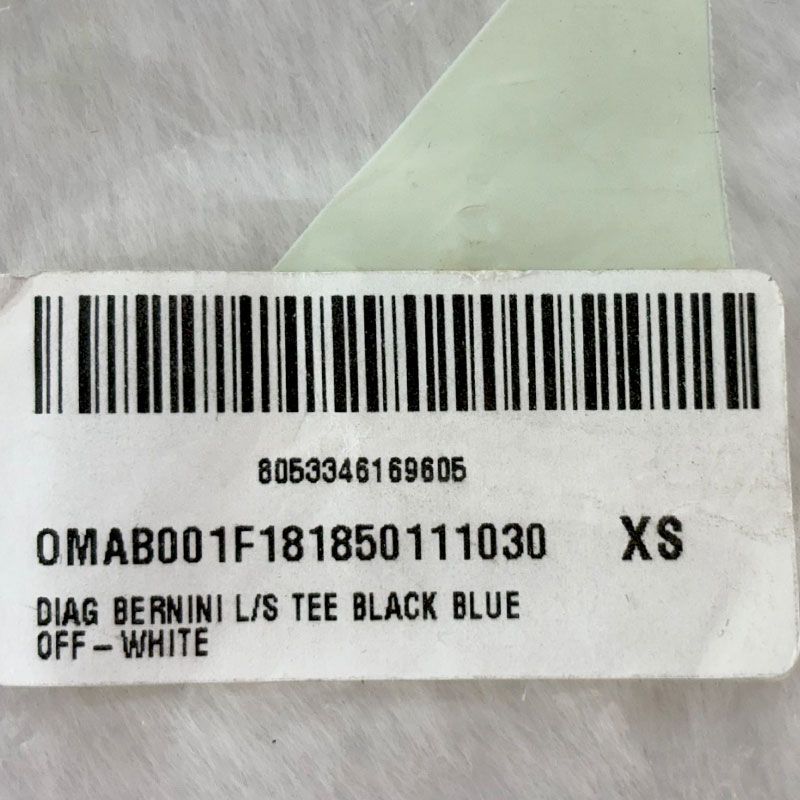 8053346169605
OMAB001F181850111030 XS
DIAG BERNINI L/S TEE BLACK BLUE
OFF-WHITE